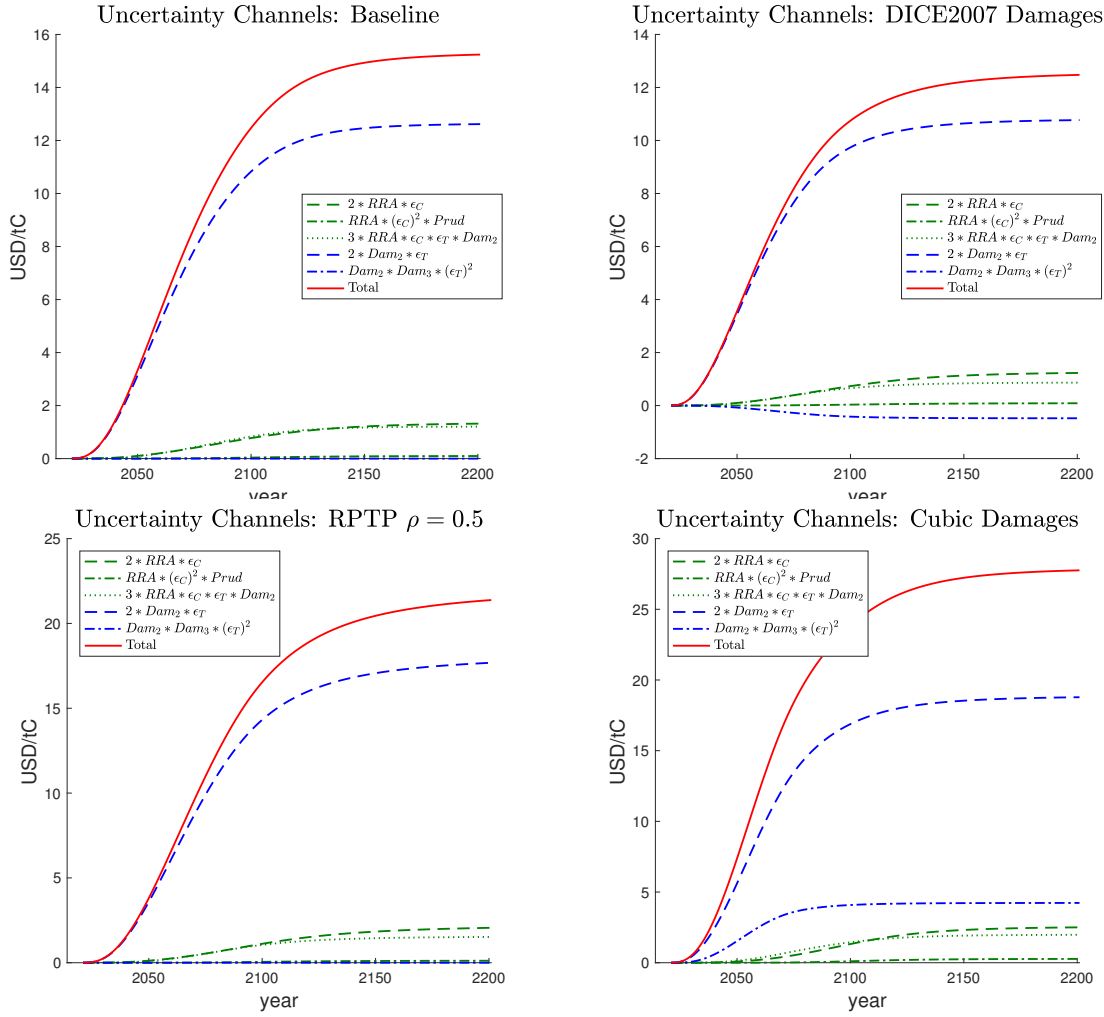 Uncertainty Channels: Baseline
16
14
12
10
8
6
4
2
0
USD/tC
2050
2100
2150
2200
year
2 * RRA * ϵ_C
RRA * (ϵ_C)^2 * Prud
3 * RRA * ϵ_C * ϵ_T * Dam_2
2 * Dam_2 * ϵ_T
Dam_2 * Dam_3 * (ϵ_T)^2
Total
Uncertainty Channels: DICE2007 Damages
14
12
10
8
6
4
2
0
-2
USD/tC
2050
2100
2150
2200
year
2 * RRA * ϵ_C
RRA * (ϵ_C)^2 * Prud
3 * RRA * ϵ_C * ϵ_T * Dam_2
2 * Dam_2 * ϵ_T
Dam_2 * Dam_3 * (ϵ_T)^2
Total
Uncertainty Channels: RPTP ρ = 0.5
25
20
15
10
5
0
USD/tC
2050
2100
2150
2200
year
2 * RRA * ϵ_C
RRA * (ϵ_C)^2 * Prud
3 * RRA * ϵ_C * ϵ_T * Dam_2
2 * Dam_2 * ϵ_T
Dam_2 * Dam_3 * (ϵ_T)^2
Total
Uncertainty Channels: Cubic Damages
30
25
20
15
10
5
0
USD/tC
2050
2100
2150
2200
year
2 * RRA * ϵ_C
RRA * (ϵ_C)^2 * Prud
3 * RRA * ϵ_C * ϵ_T * Dam_2
2 * Dam_2 * ϵ_T
Dam_2 * Dam_3 * (ϵ_T)^2
Total